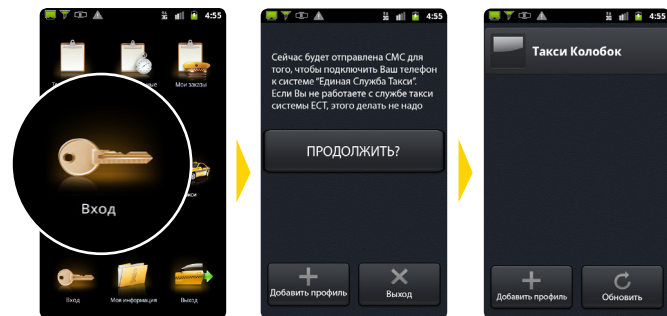 4:55
Мои заказы
Вход
Вход
Моя информация
Выход
4:55
Сейчас будет отправлена СМС для
того, чтобы подключить Ваш телефон
к системе “Единая Служба Такси”.
Если Вы не работаете с службе такси
системы ЕСТ, этого делать не надо
ПРОДОЛЖИТЬ?
Добавить профиль
Выход
4:55
Такси Колобок
Добавить профиль
Обновить